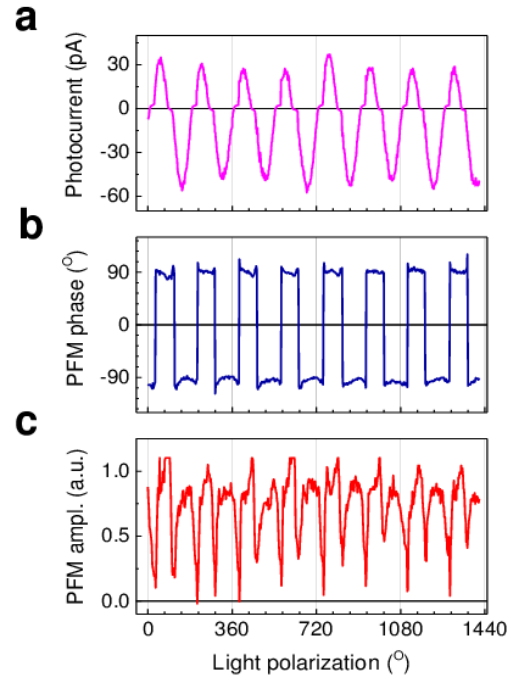 a
Photocurrent (pA)
30
0
-30
-60
b
PFM phase (O)
90
0
-90
c
PFM ampl. (a.u.)
1.0
0.5
0.0
0 360 720 1080 1440
Light polarization (O)